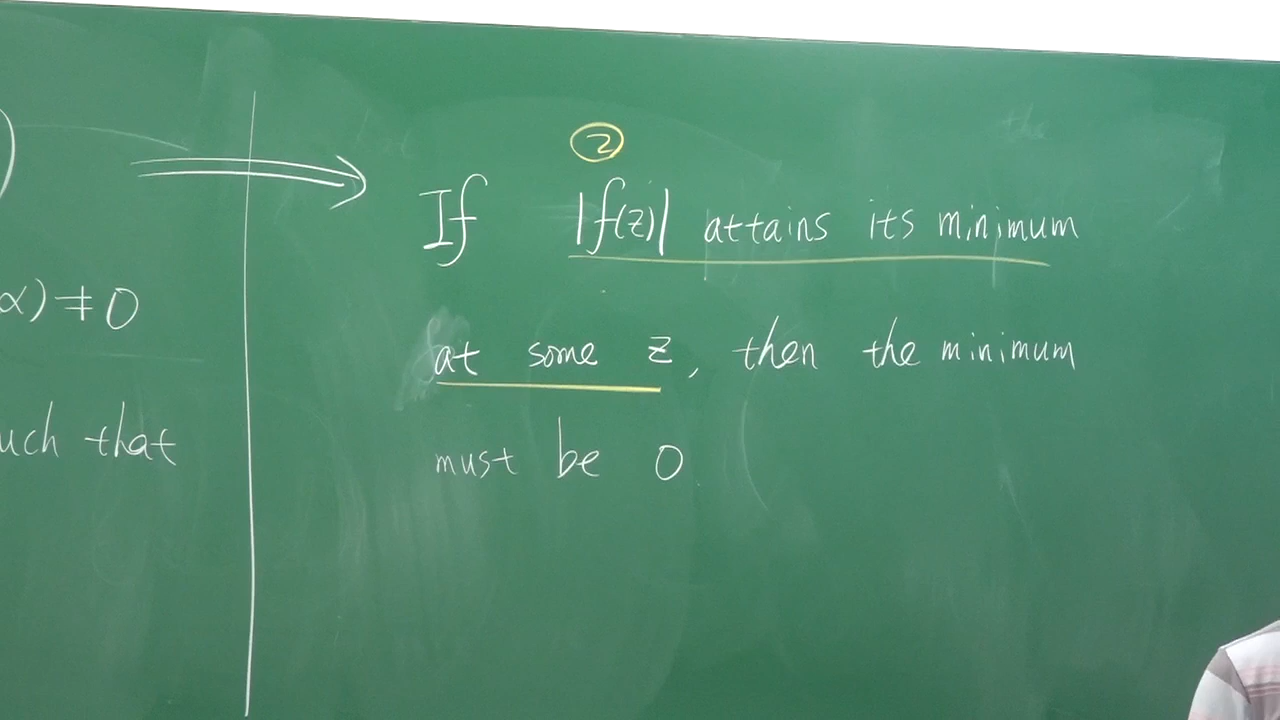 ②
If |f(z)| attains its minimum
at some z, then the minimum
must be 0
α) ≠ 0
uch that